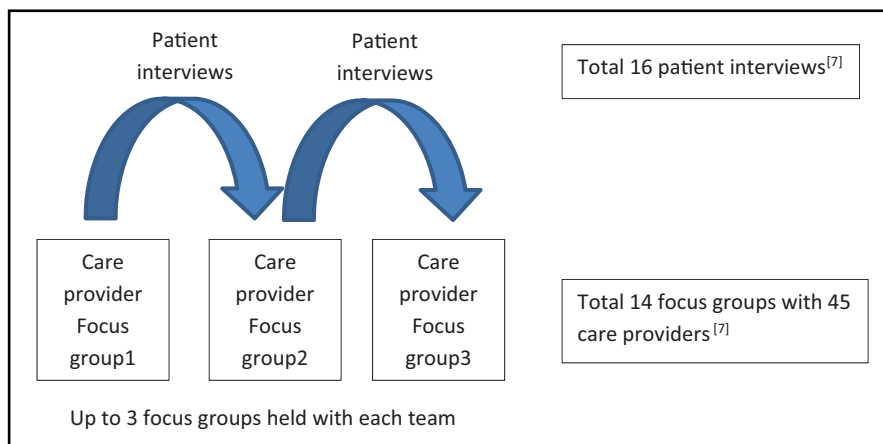 Patient
interviews
Patient
interviews
Total 16 patient interviews[7]
Care
provider
Focus
group1
Care
provider
Focus
group2
Care
provider
Focus
group3
Total 14 focus groups with 45
care providers [7]
Up to 3 focus groups held with each team